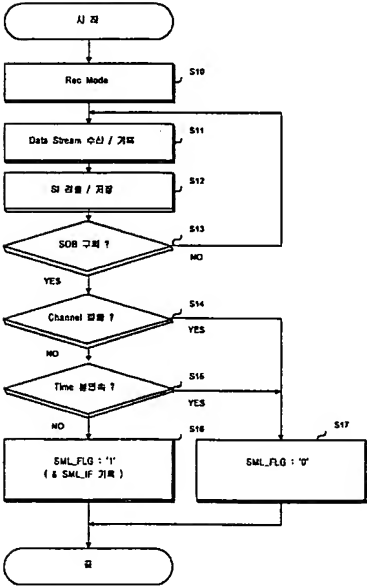 시 작
S10
Rec Mode
S11
Data Stream 수신 / 기록
S12
SI 검출 / 저장
S13
SOB 구획 ?
NO
YES
S14
Channel ?
YES
NO
S15
Time 불연속 ?
YES
NO
S16
S17
SML_FLG : '1'
( & SML_IF 기록 )
SML_FLG : '0'
끝